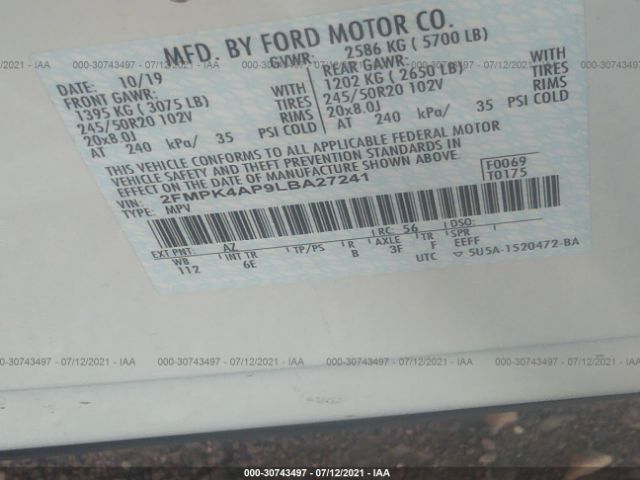 MFD. BY FORD MOTOR CO.
DATE: 10/19 GVWR: 2586 KG ( 5700 LB)
FRONT GAWR: REAR GAWR:
1395 KG ( 3075 LB) WITH 1202 KG ( 2650 LB) WITH
245/50R20 102V TIRES 245/50R20 102V TIRES
20x8.0J RIMS 20x8.0J RIMS
AT 240 kPa/ 35 PSI COLD AT 240 kPa/ 35 PSI COLD
THIS VEHICLE CONFORMS TO ALL APPLICABLE FEDERAL MOTOR
VEHICLE SAFETY AND THEFT PREVENTION STANDARDS IN
EFFECT ON THE DATE OF MANUFACTURE SHOWN ABOVE.
VIN: 2FMPK4AP9LBA27241 F0069
TYPE: MPV T0175
EXT PNT: AZ RC: 56 DSO:
WB INT TR TP/PS R AXLE TR SPR
112 6E B 3F F EEFF
UTC 5U5A-1520472-BA
000-30743497 - 07/12/2021 - IAA